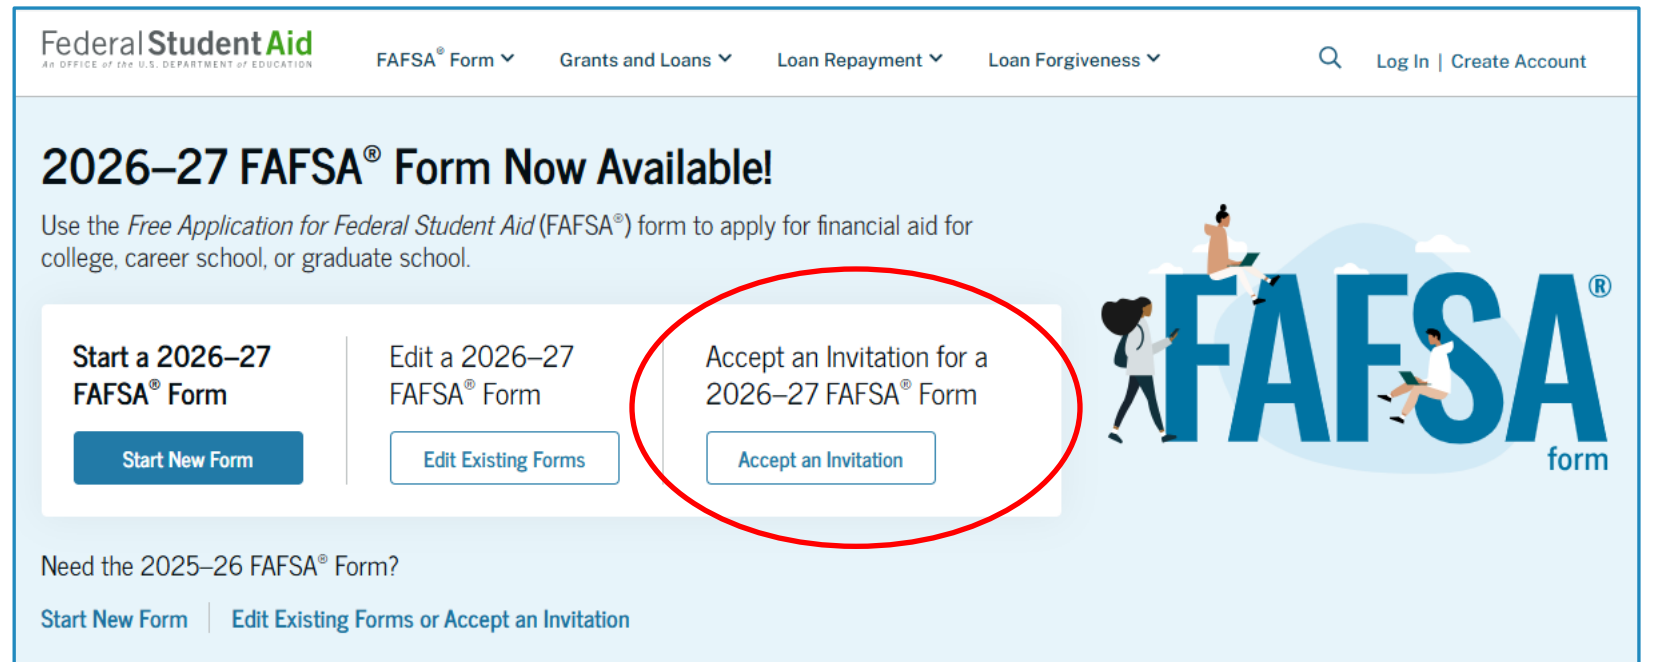 Federal Student Aid
An OFFICE of the U.S. DEPARTMENT of EDUCATION
FAFSA® Form Grants and Loans Loan Repayment Loan Forgiveness Log In | Create Account
2026–27 FAFSA® Form Now Available!
Use the Free Application for Federal Student Aid (FAFSA®) form to apply for financial aid for
college, career school, or graduate school.
Start a 2026–27
FAFSA® Form
Start New Form
Edit a 2026–27
FAFSA® Form
Edit Existing Forms
Accept an Invitation for a
2026–27 FAFSA® Form
Accept an Invitation
FAFSA®
form
Need the 2025–26 FAFSA® Form?
Start New Form | Edit Existing Forms or Accept an Invitation